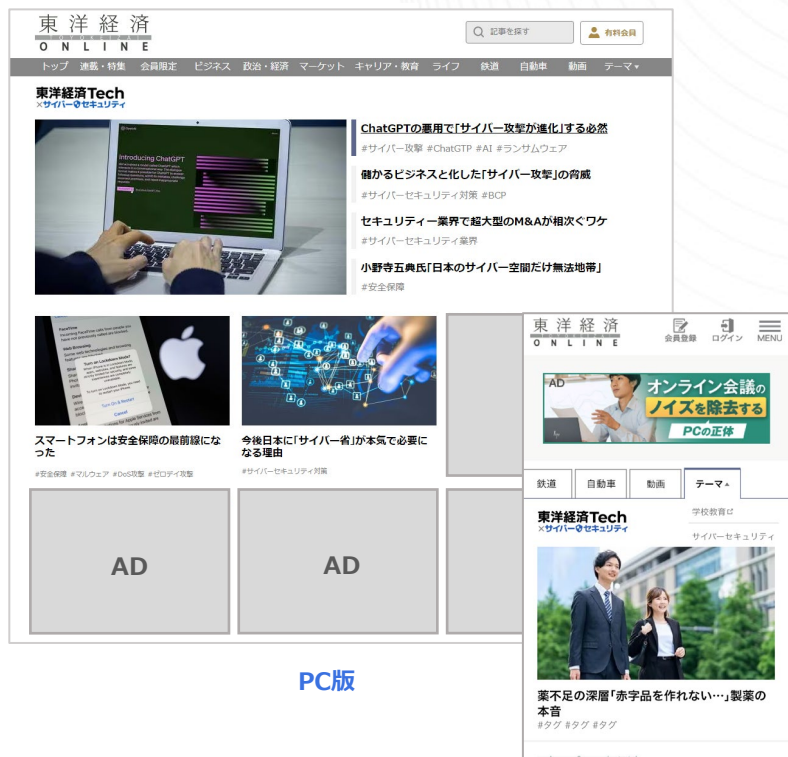 東洋経済
TOYOKEIZAI
ONLINE
記事を探す
有料会員
トップ 連載・特集 会員限定 ビジネス 政治・経済 マーケット キャリア・教育 ライフ 鉄道 自動車 動画 テーマ▾
東洋経済Tech
×サイバーセキュリティ
Introducing ChatGPT
ChatGPTの悪用で「サイバー攻撃が進化」する必然
#サイバー攻撃 #ChatGTP #AI #ランサムウェア
儲かるビジネスと化した「サイバー攻撃」の脅威
#サイバーセキュリティ対策 #BCP
セキュリティー業界で超大型のM&Aが相次ぐワケ
#サイバーセキュリティ業界
小野寺五典氏「日本のサイバー空間だけ無法地帯」
#安全保障
Turn on Lockdown Mode?
Turn On & Restart
Cancel
スマートフォンは安全保障の最前線にな
った
#安全保障 #マルウェア #DoS攻撃 #ゼロデイ攻撃
今後日本に「サイバー省」が本気で必要に
なる理由
#サイバーセキュリティ対策
AD
AD
PC版
東洋経済
TOYOKEIZAI
ONLINE
会員登録 ログイン MENU
AD
オンライン会議の
ノイズを除去する
PCの正体
鉄道 自動車 動画 テーマ▴
学校教育
サイバーセキュリティ
東洋経済Tech
×サイバーセキュリティ
薬不足の深層「赤字品を作れない…」製薬の
本音
#タグ #タグ #タグ